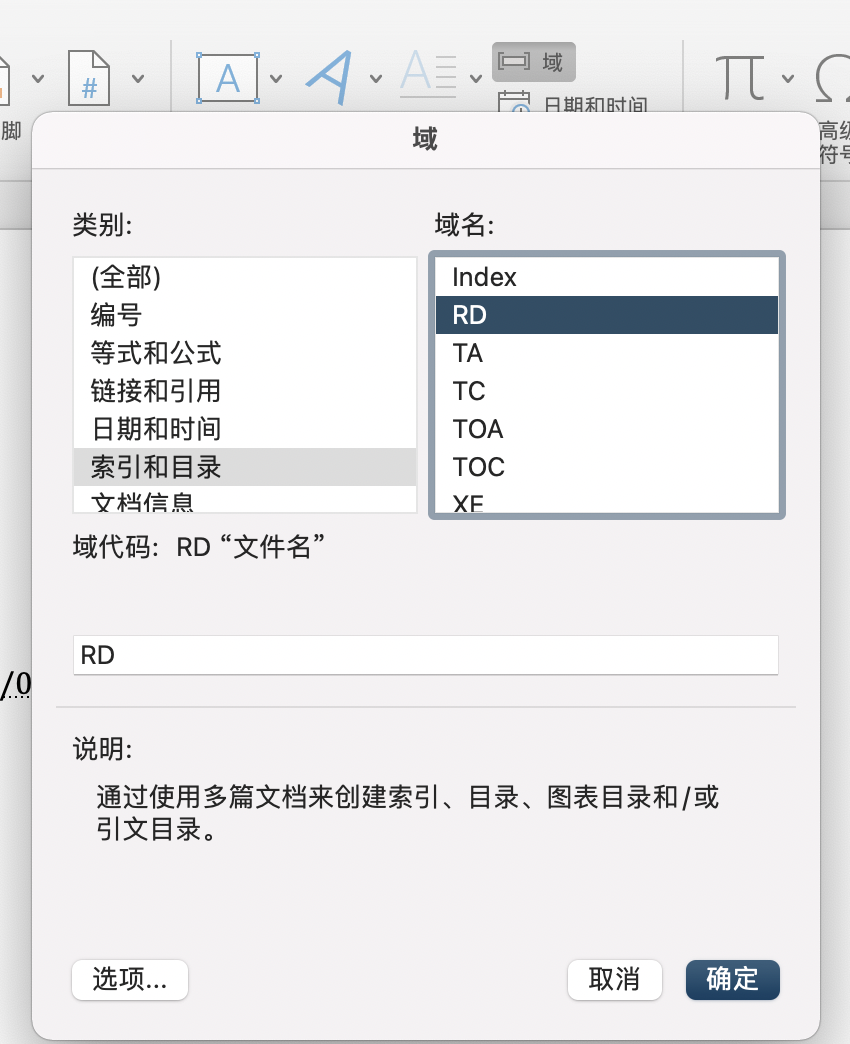 #
A
A
A
域
日期和时间
脚
高级
符号
域
类别:
域名:
(全部)
编号
等式和公式
链接和引用
日期和时间
索引和目录
文档信息
Index
RD
TA
TC
TOA
TOC
XE
域代码: RD “文件名”
RD
/0
说明:
通过使用多篇文档来创建索引、目录、图表目录和/或
引文目录。
选项...
取消
确定